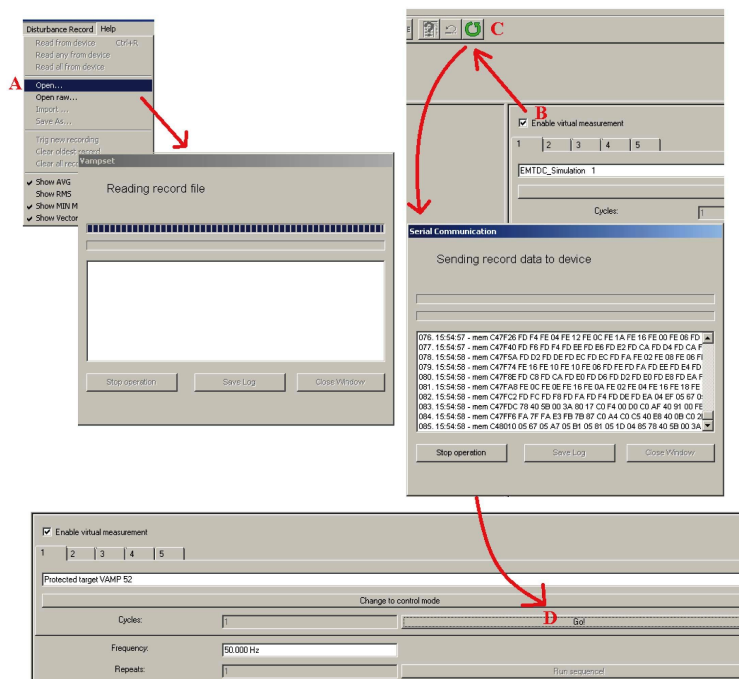 Disturbance Record Help
Read from device Ctrl+R
Read any from device
Read all from device
A
Open...
Open raw...
Import ...
Save As...
Trig new recording
Clear oldest record
Clear all
Show AVG
Show RMS
Show MIN M
Show Vector
Vampset
Reading record file
Stop operation Save Log Close Window
C
B
Enable virtual measurement
1 2 3 4 5
EMTDC_Simulation 1
Cycles: 1
Serial Communication
Sending record data to device
076. 15:54:57 - mem C47F26 FD F4 FE 04 FE 12 FE 0C FE 1A FE 16 FE 00 FE 06 FD
077. 15:54:57 - mem C47F40 FD F6 FD F4 FD EE FD E6 FD E2 FD CA FD D4 FD CA F
078. 15:54:58 - mem C47F5A FD D2 FD DE FD EC FD EC FD FA FE 02 FE 08 FE 06 F
079. 15:54:58 - mem C47F74 FE 16 FE 10 FE 10 FE 06 FD FE FD FA FD EE FD E4 FD
080. 15:54:58 - mem C47F8E FD C8 FD CA FD E0 FD D6 FD D2 FD E0 FD E8 FD EA F
081. 15:54:58 - mem C47FA8 FE 0C FE 0E FE 16 FE 0A FE 02 FE 04 FE 16 FE 18 FE
082. 15:54:58 - mem C47FC2 FD FC FD F8 FD FA FD F4 FD DE FD EA 04 EF 05 67 0
083. 15:54:58 - mem C47FDC 78 40 5B 00 3A 80 17 C0 F4 00 D0 C0 AF 40 91 00 FE
084. 15:54:58 - mem C47FF6 FA 7F FA E3 FB 7B 87 C0 A4 C0 C5 40 E8 40 0B C0 2
085. 15:54:58 - mem C48010 05 67 05 A7 05 B1 05 81 05 1D 04 85 78 40 5B 00 3A
Stop operation Save Log Close Window
Enable virtual measurement
1 2 3 4 5
Protected target VAMP 52
Change to control mode
Cycles: 1 D Go!
Frequency: 50.000 Hz
Repeats: 1 Run sequence!